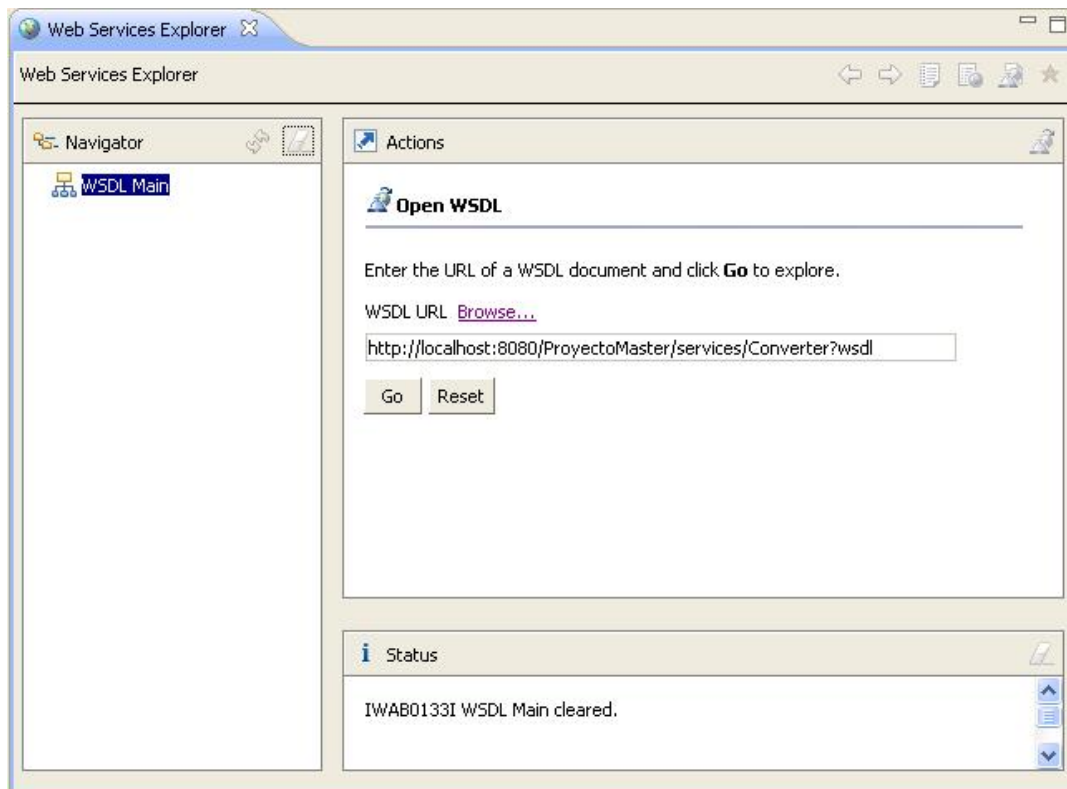 Web Services Explorer
Web Services Explorer
Navigator
WSDL Main
Actions
Open WSDL
Enter the URL of a WSDL document and click Go to explore.
WSDL URL Browse...
http://localhost:8080/ProyectoMaster/services/Converter?wsdl
Go Reset
i Status
IWAB0133I WSDL Main cleared.